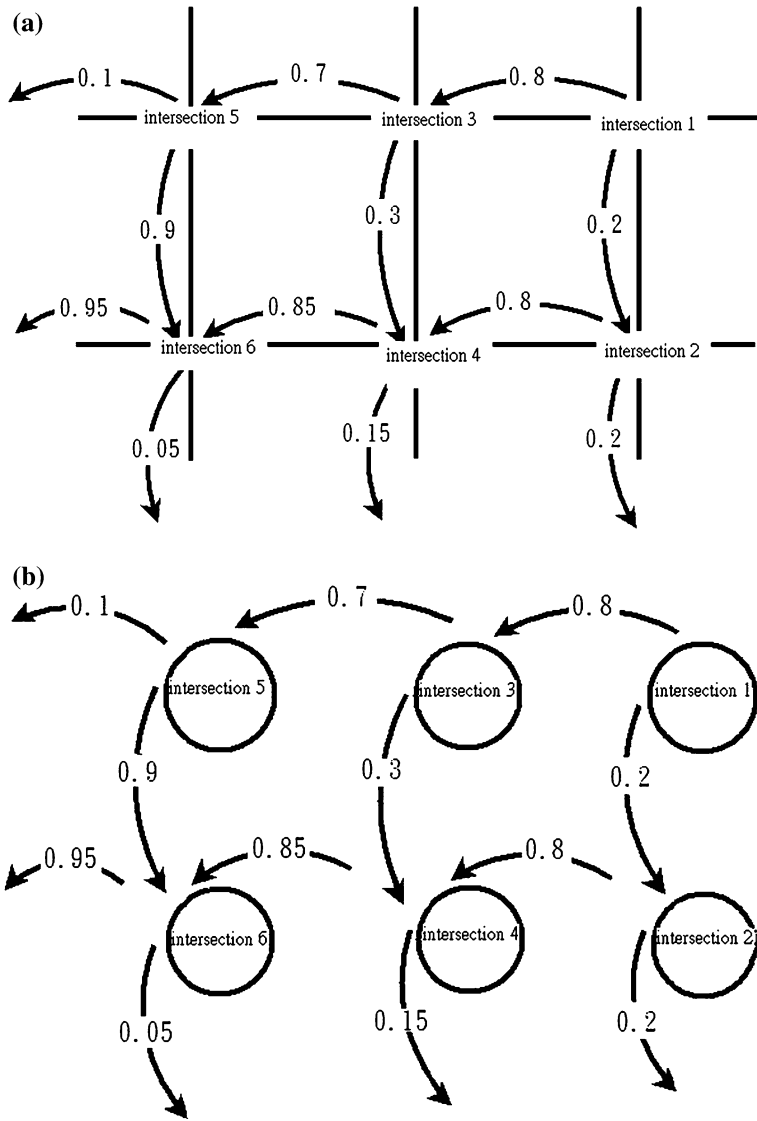 (a)
0.1 0.7 0.8
intersection 5 intersection 3 intersection 1
0.9 0.3 0.2
0.95 0.85 0.8
intersection 6 intersection 4 intersection 2
0.05 0.15 0.2
(b)
0.1 0.7 0.8
intersection 5 intersection 3 intersection 1
0.9 0.3 0.2
0.95 0.85 0.8
intersection 6 intersection 4 intersection 2
0.05 0.15 0.2